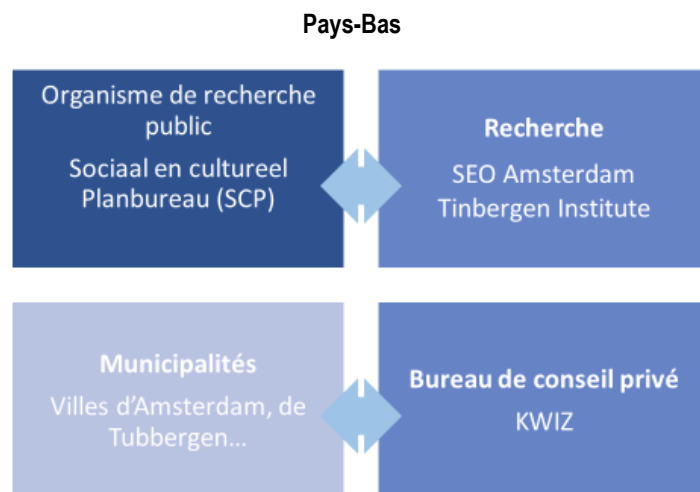 Pays-Bas
Organisme de recherche
public
Sociaal en cultureel
Planbureau (SCP)
Recherche
SEO Amsterdam
Tinbergen Institute
Municipalités
Villes d'Amsterdam, de
Tubbergen...
Bureau de conseil privé
KWIZ